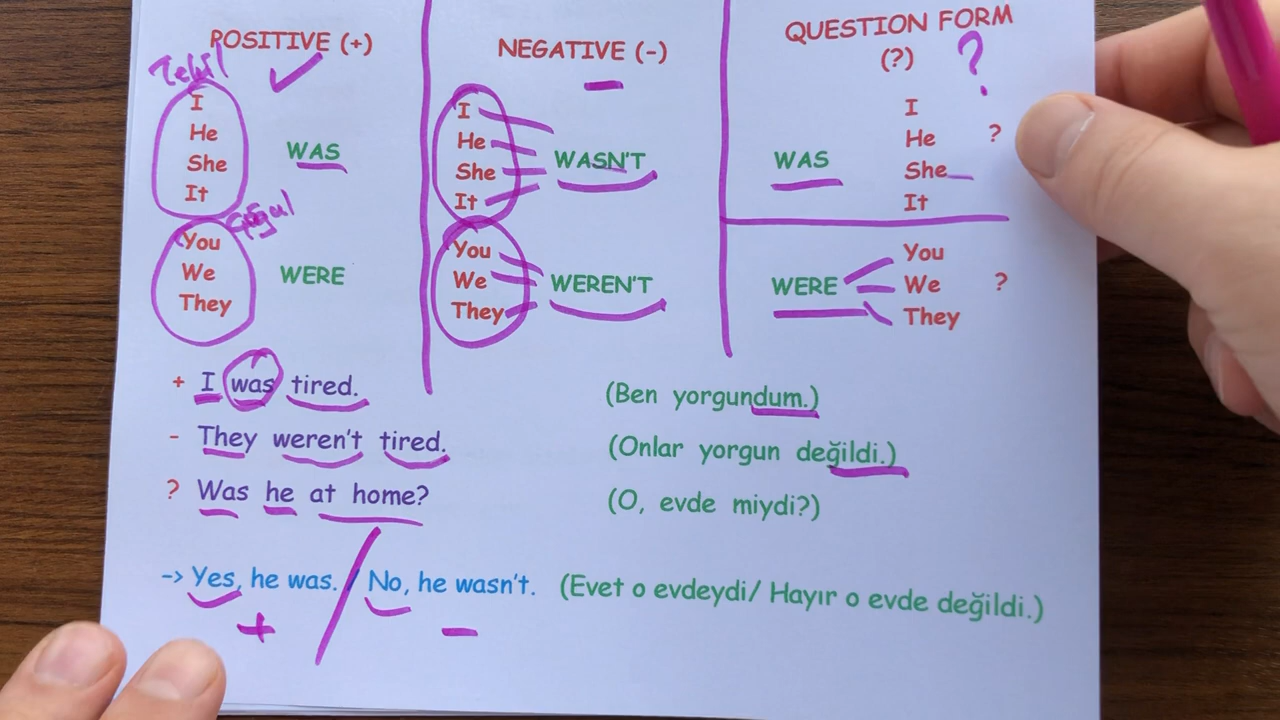 POSITIVE (+)
Tekil
I
He
She
It
WAS
Çoğul
You
We
They
WERE
NEGATIVE (-)
I
He
She
It
WASN'T
You
We
They
WEREN'T
QUESTION FORM
(?) ?
WAS
I
He
She
It
?
WERE
You
We
They
?
+ I was tired. (Ben yorgundum.)
- They weren't tired. (Onlar yorgun değildi.)
? Was he at home? (O, evde miydi?)
-> Yes, he was. / No, he wasn't. (Evet o evdeydi/ Hayır o evde değildi.)
+ -